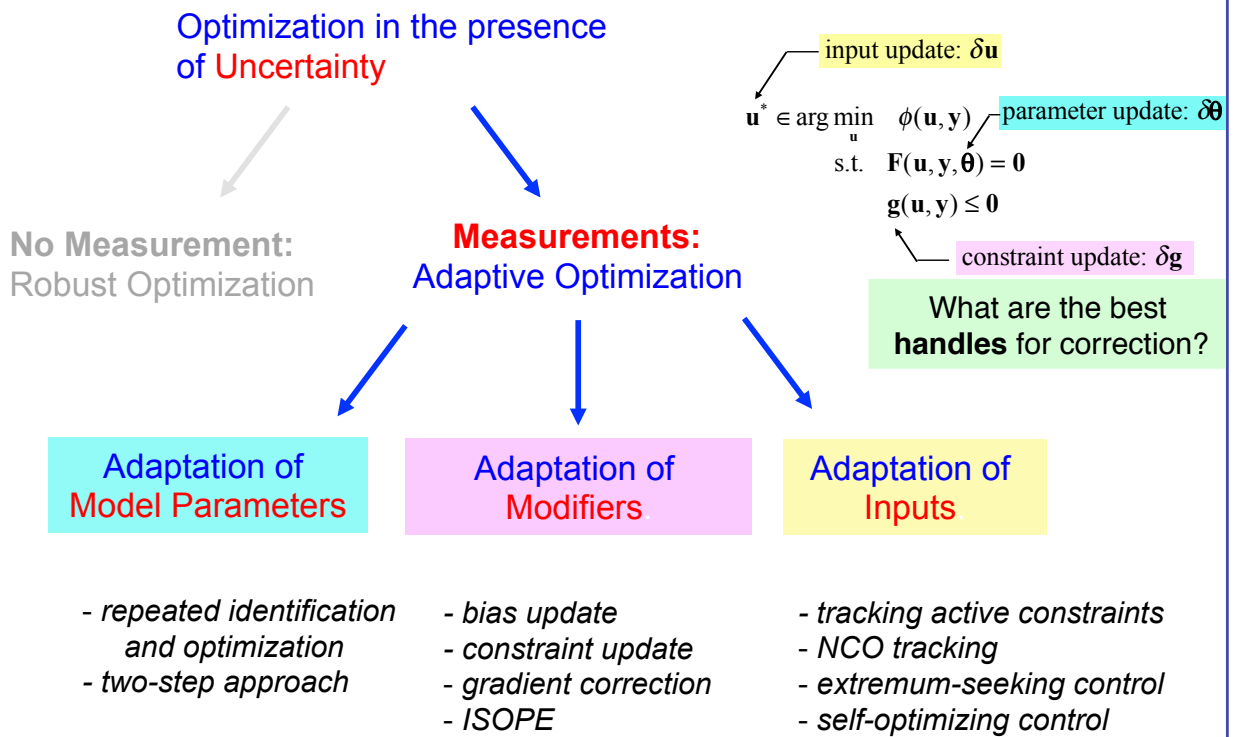 Optimization in the presence
of Uncertainty
input update: δu
u* ∈ arg min ϕ(u, y)
u
parameter update: δθ
s.t. F(u, y, θ) = 0
g(u, y) ≤ 0
constraint update: δg
No Measurement:
Robust Optimization
Measurements:
Adaptive Optimization
What are the best
handles for correction?
Adaptation of
Model Parameters
Adaptation of
Modifiers.
Adaptation of
Inputs
- repeated identification
and optimization
- two-step approach
- bias update
- constraint update
- gradient correction
- ISOPE
- tracking active constraints
- NCO tracking
- extremum-seeking control
- self-optimizing control